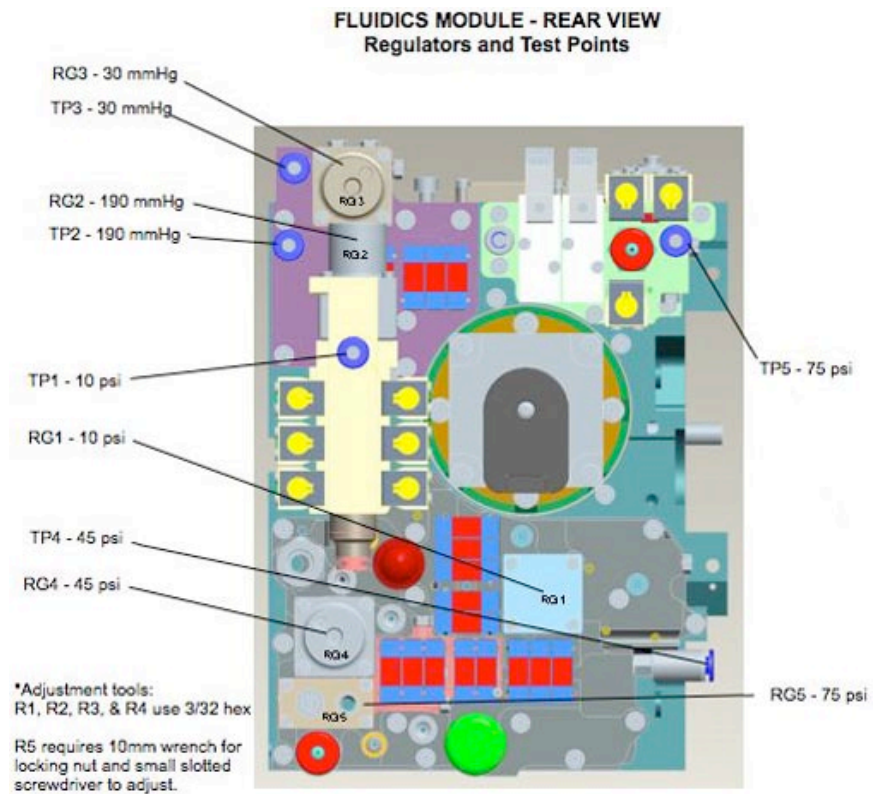 FLUIDICS MODULE - REAR VIEW
Regulators and Test Points
RG3 - 30 mmHg
TP3 - 30 mmHg
RG2 - 190 mmHg
TP2 - 190 mmHg
TP1 - 10 psi
RG1 - 10 psi
TP4 - 45 psi
RG4 - 45 psi
TP5 - 75 psi
RG5 - 75 psi
RG3
RG2
RG1
RG4
RG5
*Adjustment tools:
R1, R2, R3, & R4 use 3/32 hex
R5 requires 10mm wrench for
locking nut and small slotted
screwdriver to adjust.